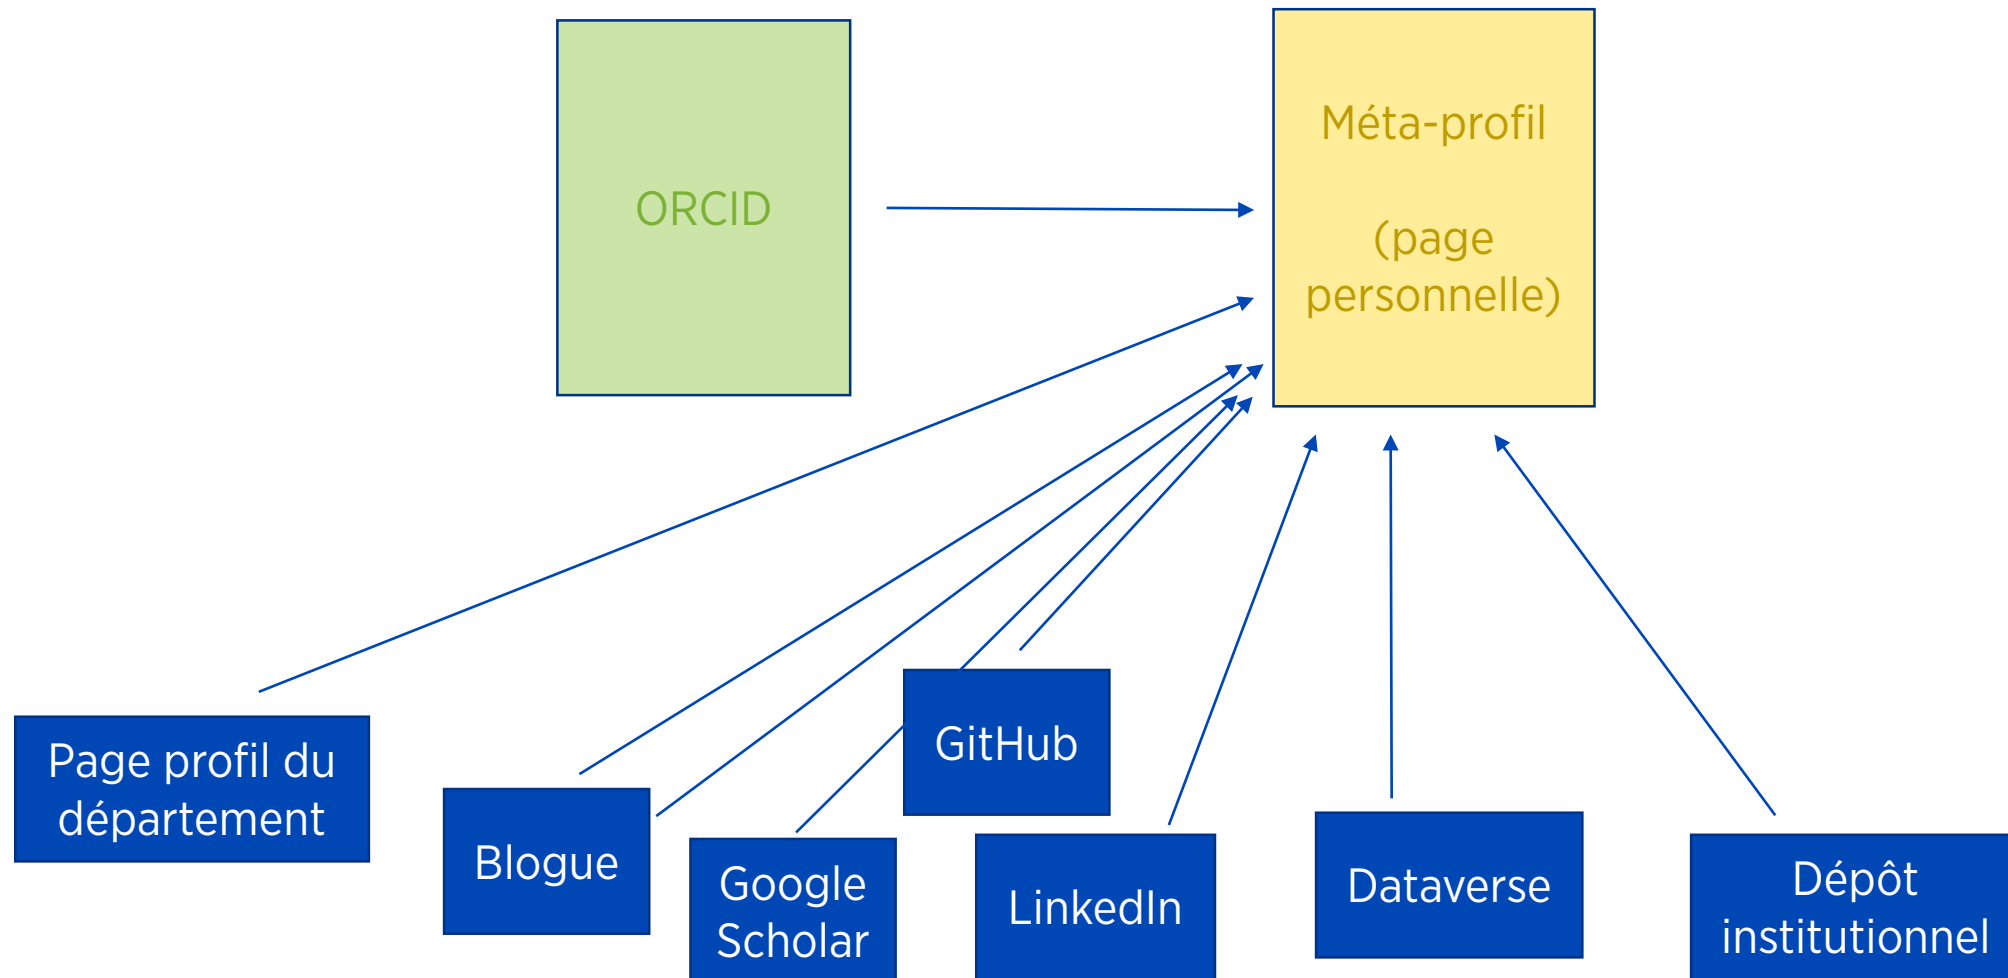 ORCID
Méta-profil
(page
personnelle)
Page profil du
département
Blogue
Google
Scholar
GitHub
LinkedIn
Dataverse
Dépôt
institutionnel